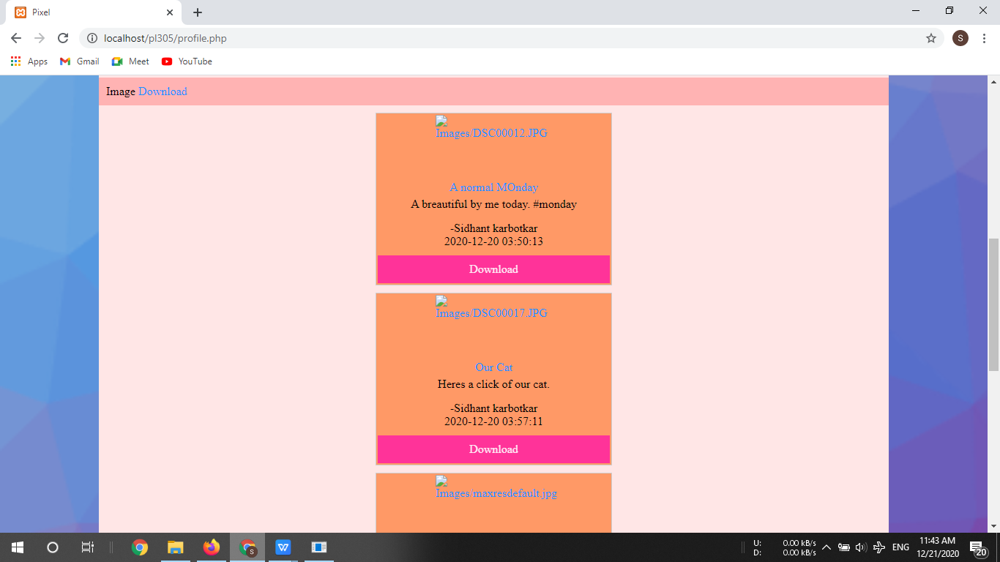 Pixel
localhost/pl305/profile.php
S
Apps Gmail Meet YouTube
Image Download
Images/DSC00012.JPG
A normal MOnday
A breautiful by me today. #monday
-Sidhant karbotkar
2020-12-20 03:50:13
Download
Images/DSC00017.JPG
Our Cat
Heres a click of our cat.
-Sidhant karbotkar
2020-12-20 03:57:11
Download
Images/maxresdefault.jpg
S
W
U: 0.00 kB/s
D: 0.00 kB/s
ENG
11:43 AM
12/21/2020
20